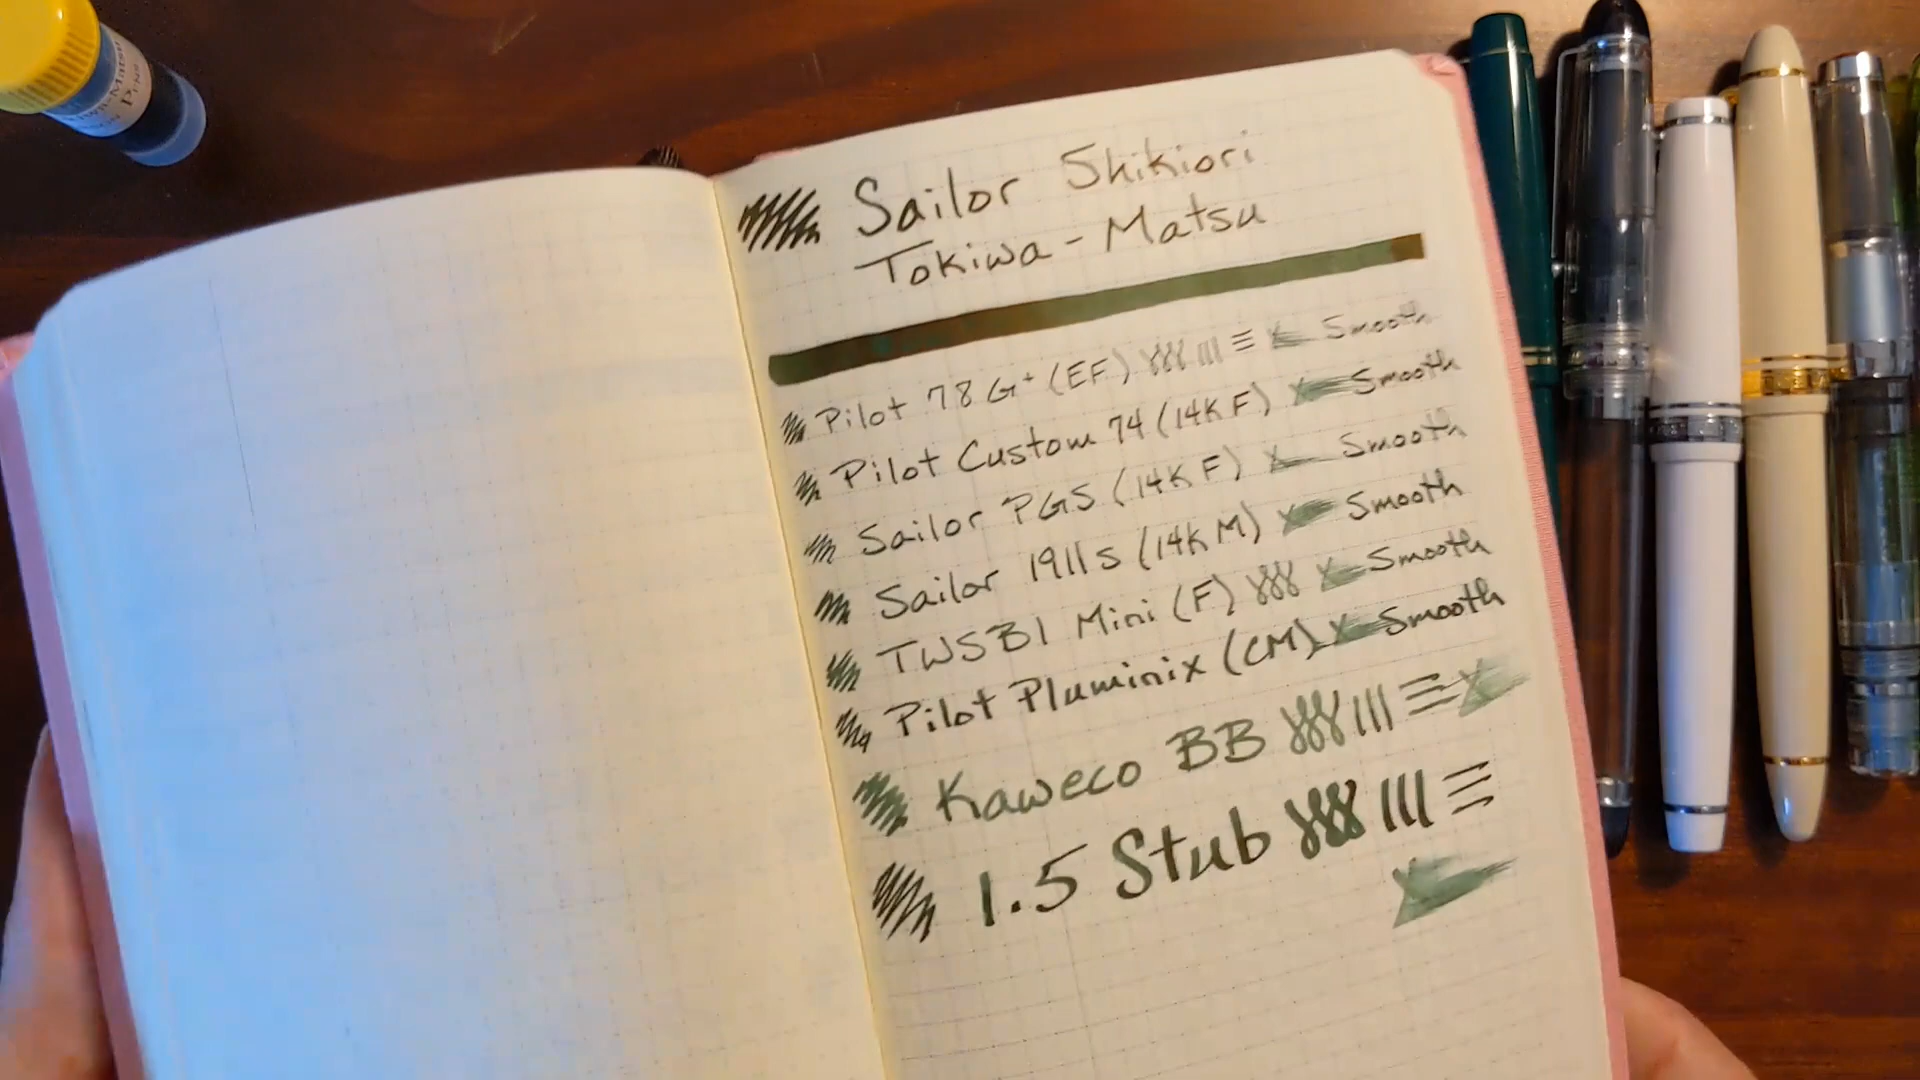 Sailor Shikiori
Tokiwa-Matsu
Pilot 78G+ (EF) Smooth
Pilot Custom 74 (14K F) Smooth
Sailor PGS (14K F) Smooth
Sailor 1911s (14K M) Smooth
TWSBI Mini (F) Smooth
Pilot Pluminix (CM) Smooth
Kaweco BB
1.5 Stub